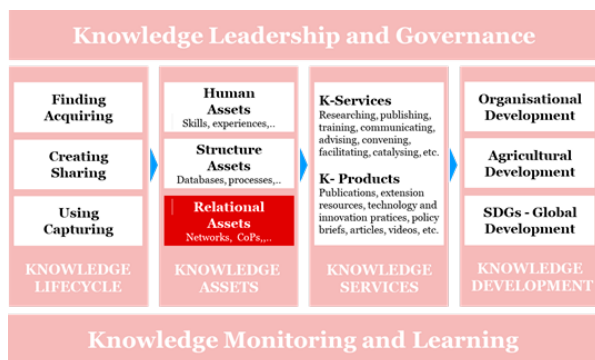 Knowledge Leadership and Governance
Finding
Acquiring
Creating
Sharing
Using
Capturing
KNOWLEDGE
LIFECYCLE
Human
Assets
Skills, experiences,..
Structure
Assets
Databases, processes,..
Relational
Assets
Networks, CoPs,,..
KNOWLEDGE
ASSETS
K-Services
Researching, publishing,
training, communicating,
advising, convening,
facilitating, catalysing, etc.
K- Products
Publications, extension
resources, technology and
innovation pratices, policy
briefs, articles, videos, etc.
KNOWLEDGE
SERVICES
Organisational
Development
Agricultural
Development
SDGs - Global
Development
KNOWLEDGE
DEVELOPMENT
Knowledge Monitoring and Learning